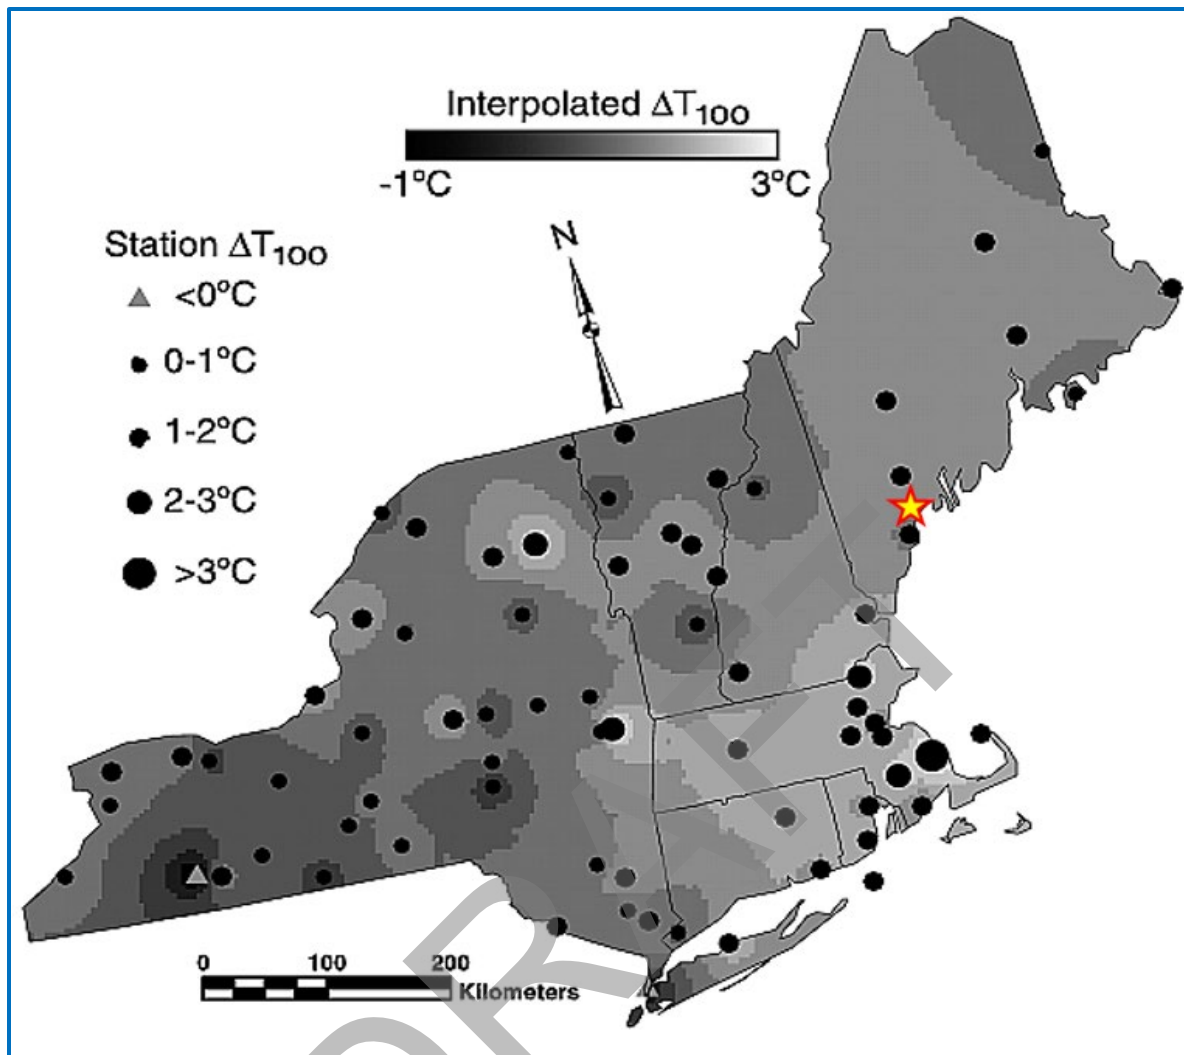 Interpolated ΔT₁₀₀
-1°C 3°C
Station ΔT₁₀₀
<0°C
0-1°C
1-2°C
2-3°C
>3°C
N
0 100 200
Kilometers
DRAFT